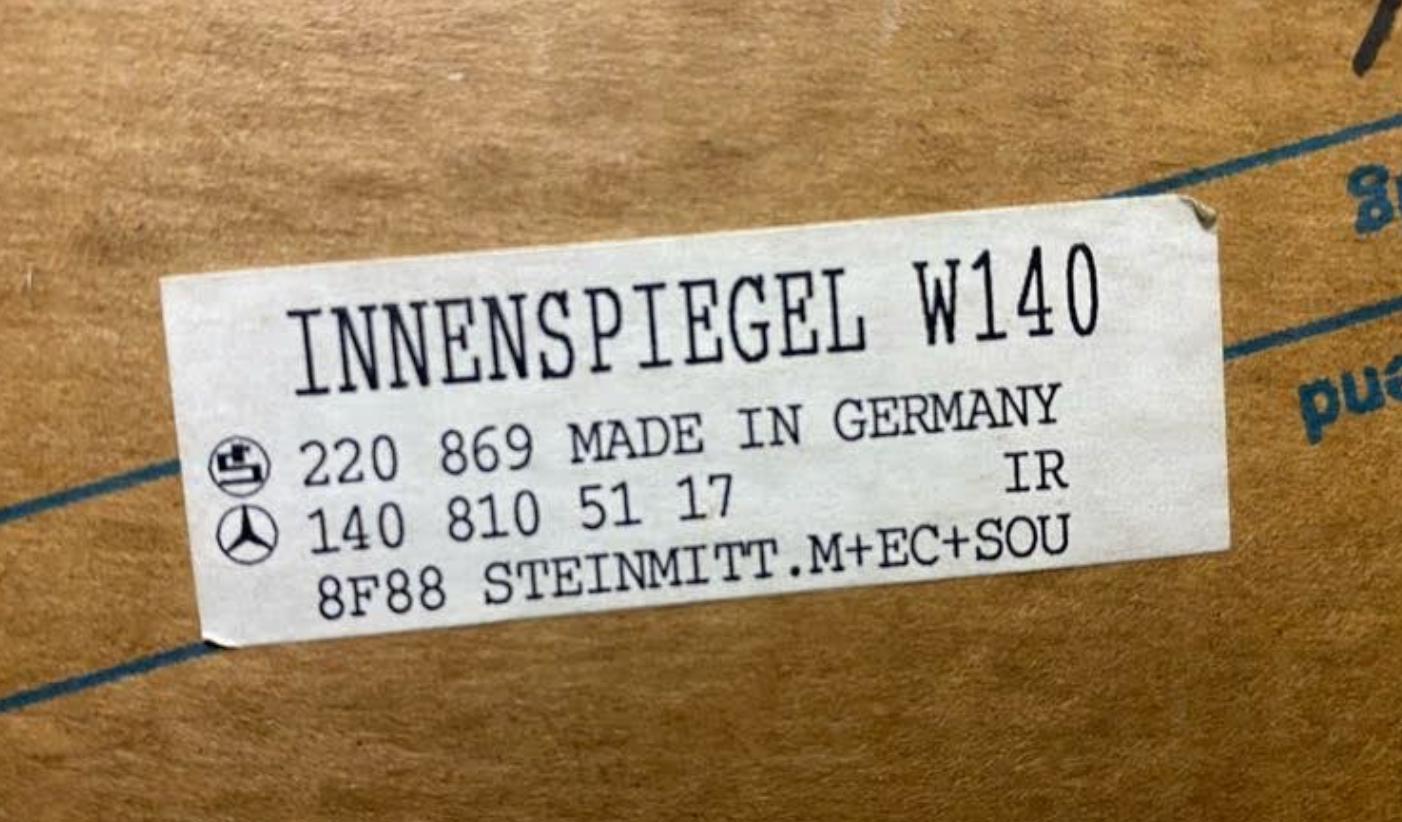 INNENSPIEGEL W140
220 869 MADE IN GERMANY
140 810 51 17 IR
8F88 STEINMITT.M+EC+SOU